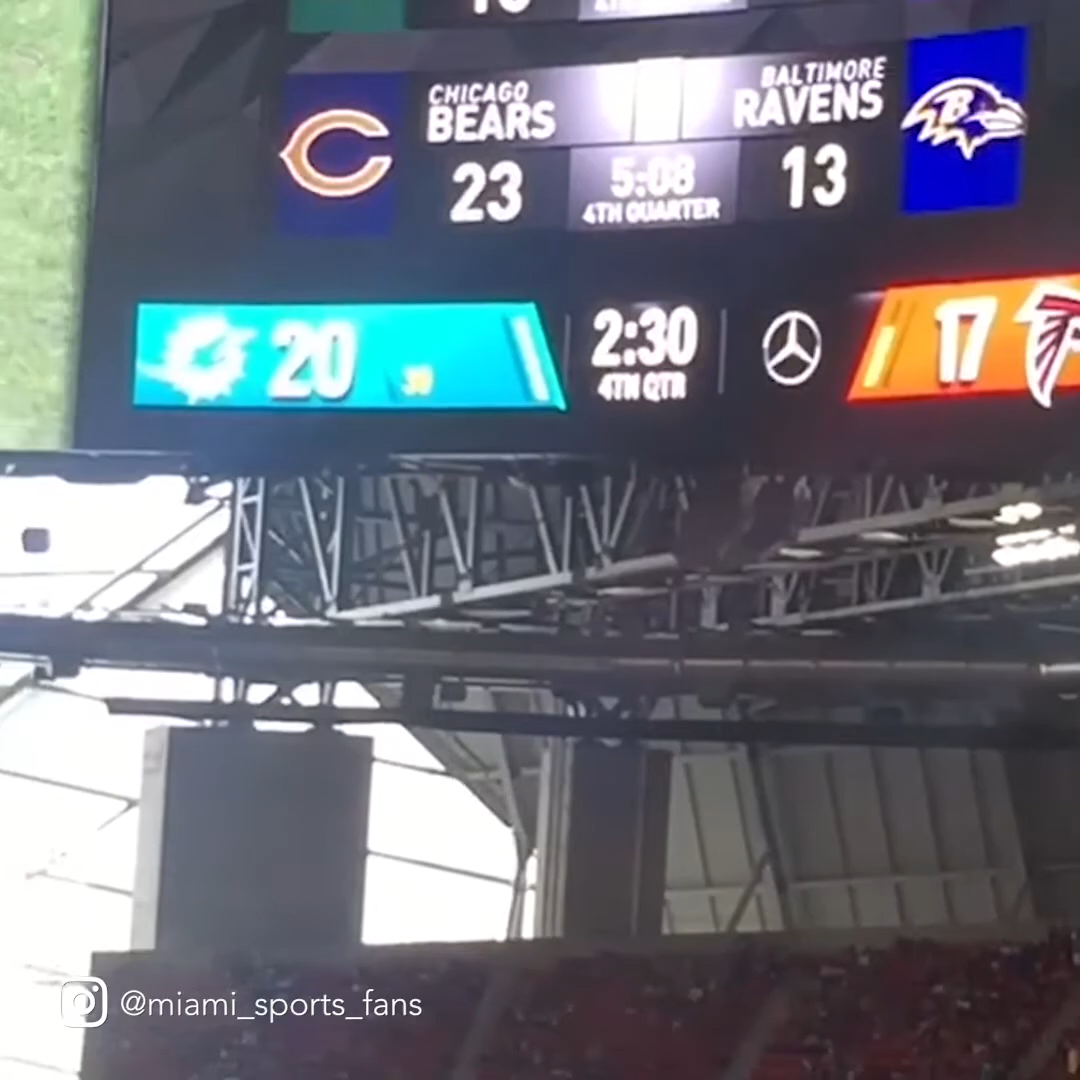 CHICAGO
BEARS
BALTIMORE
RAVENS
23
5:08
4TH QUARTER
13
20
2:30
4TH QTR
17
@miami_sports_fans